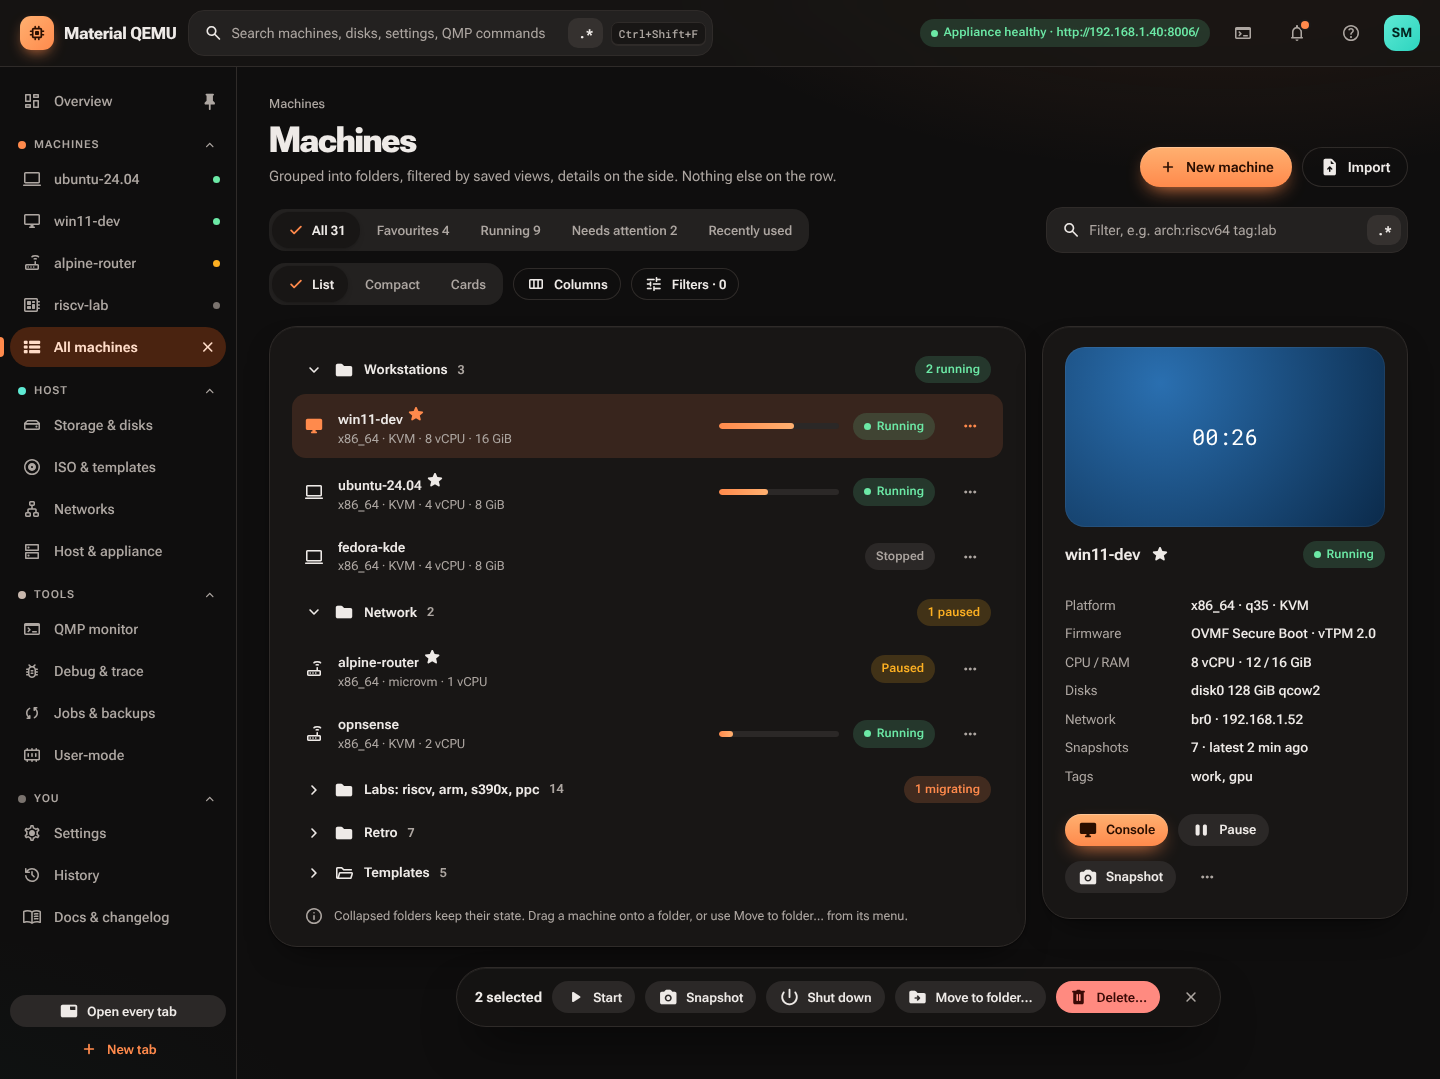 Material QEMU
Search machines, disks, settings, QMP commands
.*
Ctrl+Shift+F
Appliance healthy · http://192.168.1.40:8006/
SM
Overview
MACHINES
ubuntu-24.04
win11-dev
alpine-router
riscv-lab
All machines
HOST
Storage & disks
ISO & templates
Networks
Host & appliance
TOOLS
QMP monitor
Debug & trace
Jobs & backups
User-mode
YOU
Settings
History
Docs & changelog
Open every tab
New tab
Machines
Machines
Grouped into folders, filtered by saved views, details on the side. Nothing else on the row.
New machine
Import
All 31
Favourites 4
Running 9
Needs attention 2
Recently used
Filter, e.g. arch:riscv64 tag:lab
.*
List
Compact
Cards
Columns
Filters · 0
Workstations 3
2 running
win11-dev
x86_64 · KVM · 8 vCPU · 16 GiB
Running
ubuntu-24.04
x86_64 · KVM · 4 vCPU · 8 GiB
Running
fedora-kde
x86_64 · KVM · 4 vCPU · 8 GiB
Stopped
Network 2
1 paused
alpine-router
x86_64 · microvm · 1 vCPU
Paused
opnsense
x86_64 · KVM · 2 vCPU
Running
Labs: riscv, arm, s390x, ppc 14
1 migrating
Retro 7
Templates 5
Collapsed folders keep their state. Drag a machine onto a folder, or use Move to folder... from its menu.
00:26
win11-dev
Running
Platform x86_64 · q35 · KVM
Firmware OVMF Secure Boot · vTPM 2.0
CPU / RAM 8 vCPU · 12 / 16 GiB
Disks disk0 128 GiB qcow2
Network br0 · 192.168.1.52
Snapshots 7 · latest 2 min ago
Tags work, gpu
Console
Pause
Snapshot
2 selected
Start
Snapshot
Shut down
Move to folder...
Delete...